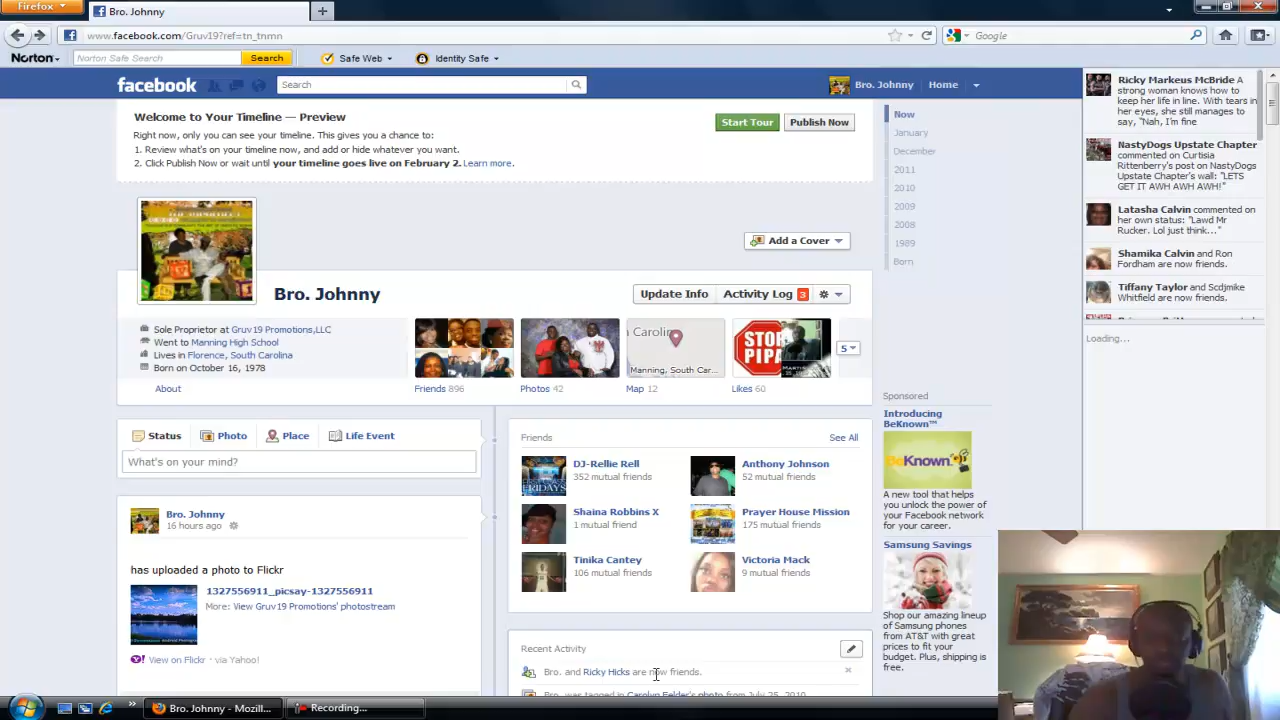 Firefox
Bro. Johnny
www.facebook.com/Gruv19?ref=tn_tnmn
Google
Norton
Norton Safe Search
Search
Safe Web
Identity Safe
facebook
Search
Bro. Johnny
Home
Welcome to Your Timeline — Preview
Right now, only you can see your timeline. This gives you a chance to:
1. Review what's on your timeline now, and add or hide whatever you want.
2. Click Publish Now or wait until your timeline goes live on February 2. Learn more.
Start Tour
Publish Now
Now
January
December
2011
2010
2009
2008
1989
Born
Add a Cover
Bro. Johnny
Update Info
Activity Log 3
Sole Proprietor at Gruv19 Promotions,LLC
Went to Manning High School
Lives in Florence, South Carolina
Born on October 16, 1978
About
Carolin
Manning, South Car...
STOP
PIPA
5
Friends 896
Photos 42
Map 12
Likes 60
Status
Photo
Place
Life Event
What's on your mind?
Bro. Johnny
16 hours ago
has uploaded a photo to Flickr
1327556911_picsay-1327556911
More: View Gruv19 Promotions' photostream
View on Flickr · via Yahoo!
Friends
See All
DJ-Rellie Rell
352 mutual friends
Anthony Johnson
52 mutual friends
Shaina Robbins X
1 mutual friend
Prayer House Mission
175 mutual friends
Tinika Cantey
106 mutual friends
Victoria Mack
9 mutual friends
Recent Activity
Bro. and Ricky Hicks are now friends.
Bro. was tagged in Carolyn Felder's photo from July 25, 2010.
Sponsored
Introducing
BeKnown™
BeKnown
A new tool that helps
you unlock the power of
your Facebook network
for your career.
Samsung Savings
Shop our amazing lineup
of Samsung phones
from AT&T with great
prices to fit your
budget. Plus, shipping is
free.
Ricky Markeus McBride A
strong woman knows how to
keep her life in line. With tears in
her eyes, she still manages to
say, "Nah, I'm fine
NastyDogs Upstate Chapter
commented on Curtisia
Rittenberry's post on NastyDogs
Upstate Chapter's wall: "LETS
GET IT AWH AWH AWH!"
Latasha Calvin commented on
her own status: "Lawd Mr
Rucker. Lol just think..."
Shamika Calvin and Ron
Fordham are now friends.
Tiffany Taylor and Scdjmike
Whitfield are now friends.
Loading...
Bro. Johnny - Mozill...
Recording...